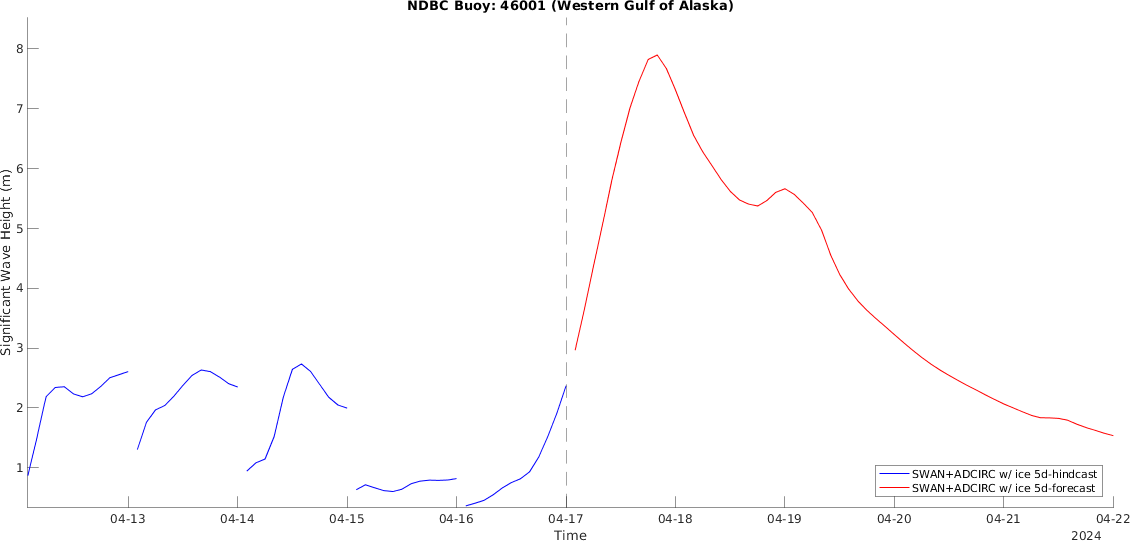 NDBC Buoy: 46001 (Western Gulf of Alaska)
Significant Wave Height (m)
8
7
6
5
4
3
2
1
SWAN+ADCIRC w/ ice 5d-hindcast
SWAN+ADCIRC w/ ice 5d-forecast
04-13 04-14 04-15 04-16 04-17 04-18 04-19 04-20 04-21 04-22
Time
2024